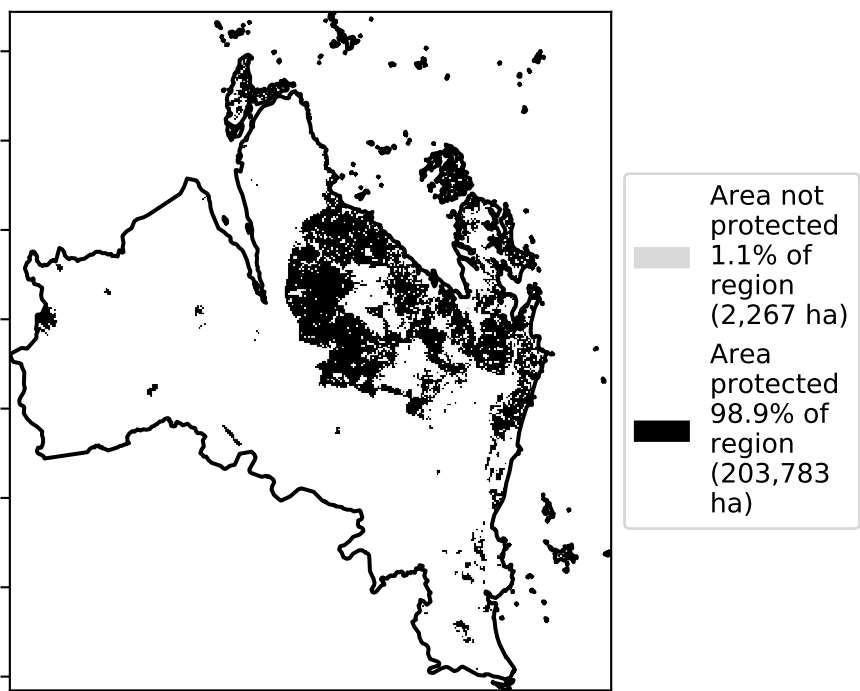 Area not
protected
1.1% of
region
(2,267 ha)
Area
protected
98.9% of
region
(203,783
ha)